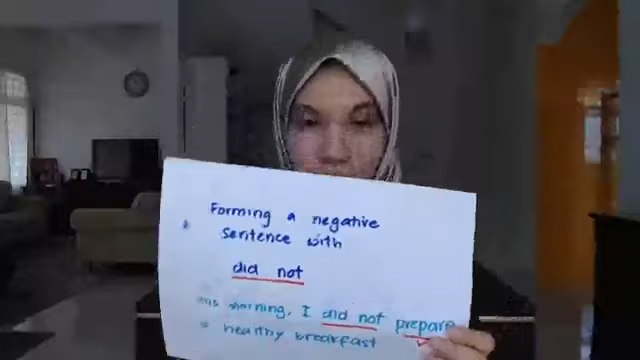 Forming a negative
sentence with
did not
morning, I did not prepare
healthy breakfast